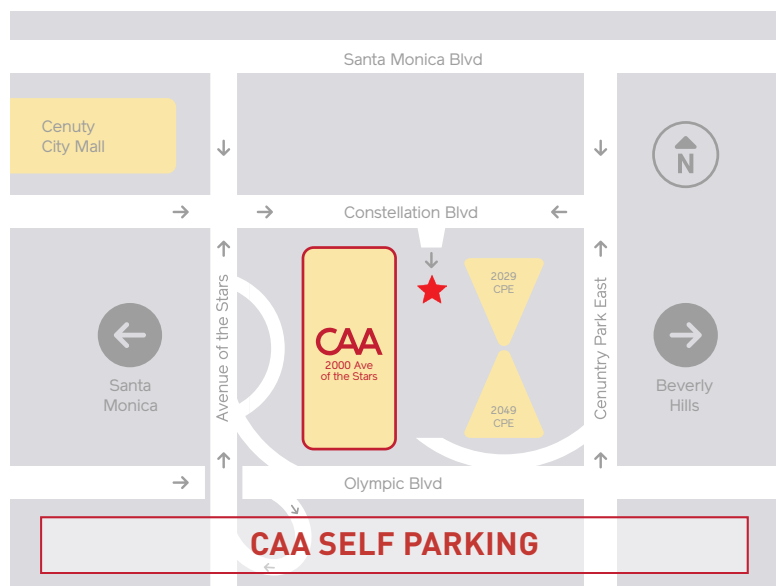 Santa Monica Blvd
Cenuty
City Mall
N
Constellation Blvd
2029
CPE
Avenue of the Stars
CAA
2000 Ave
of the Stars
Cenuntry Park East
Santa
Monica
Beverly
Hills
2049
CPE
Olympic Blvd
CAA SELF PARKING